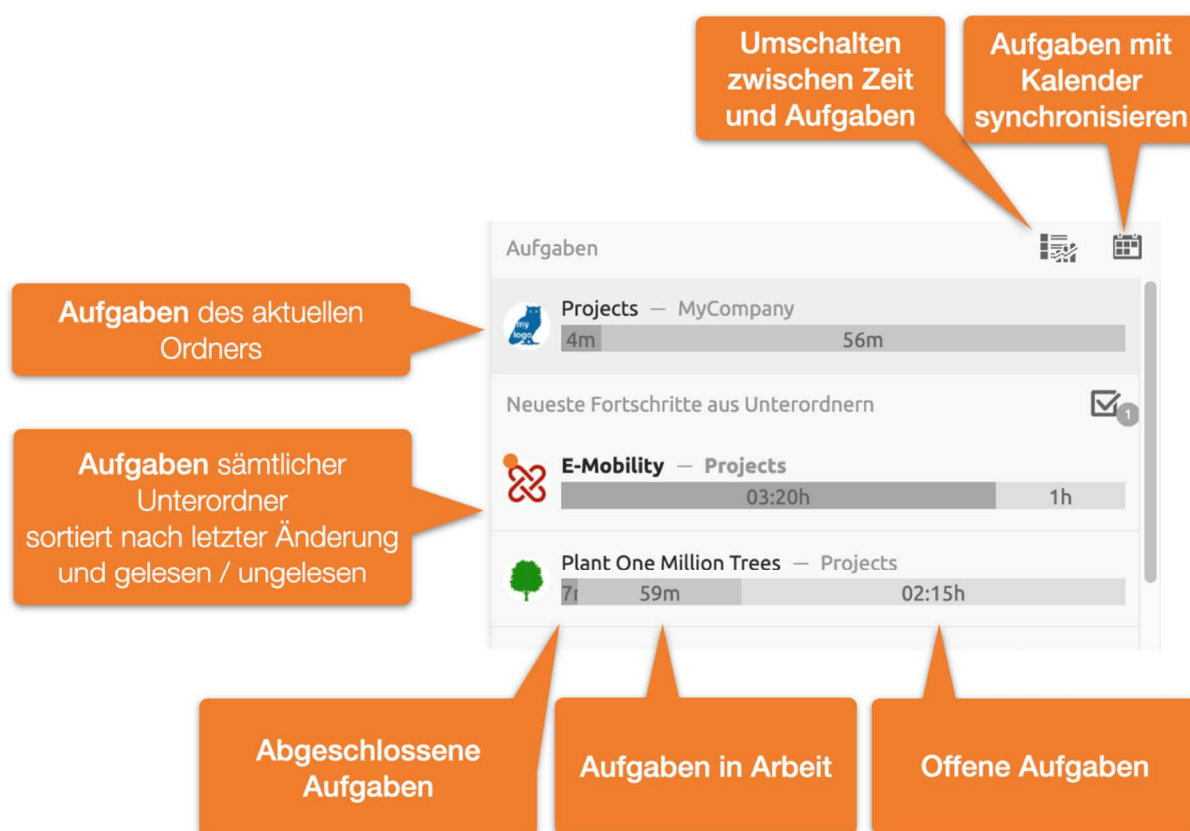 Umschalten
zwischen Zeit
und Aufgaben
Aufgaben mit
Kalender
synchronisieren
Aufgaben
Aufgaben des aktuellen
Ordners
my
logo
Projects — MyCompany
4m 56m
Neueste Fortschritte aus Unterordnern
1
Aufgaben sämtlicher
Unterordner
sortiert nach letzter Änderung
und gelesen / ungelesen
E-Mobility — Projects
03:20h 1h
Plant One Million Trees — Projects
59m 02:15h
Abgeschlossene
Aufgaben
Aufgaben in Arbeit
Offene Aufgaben